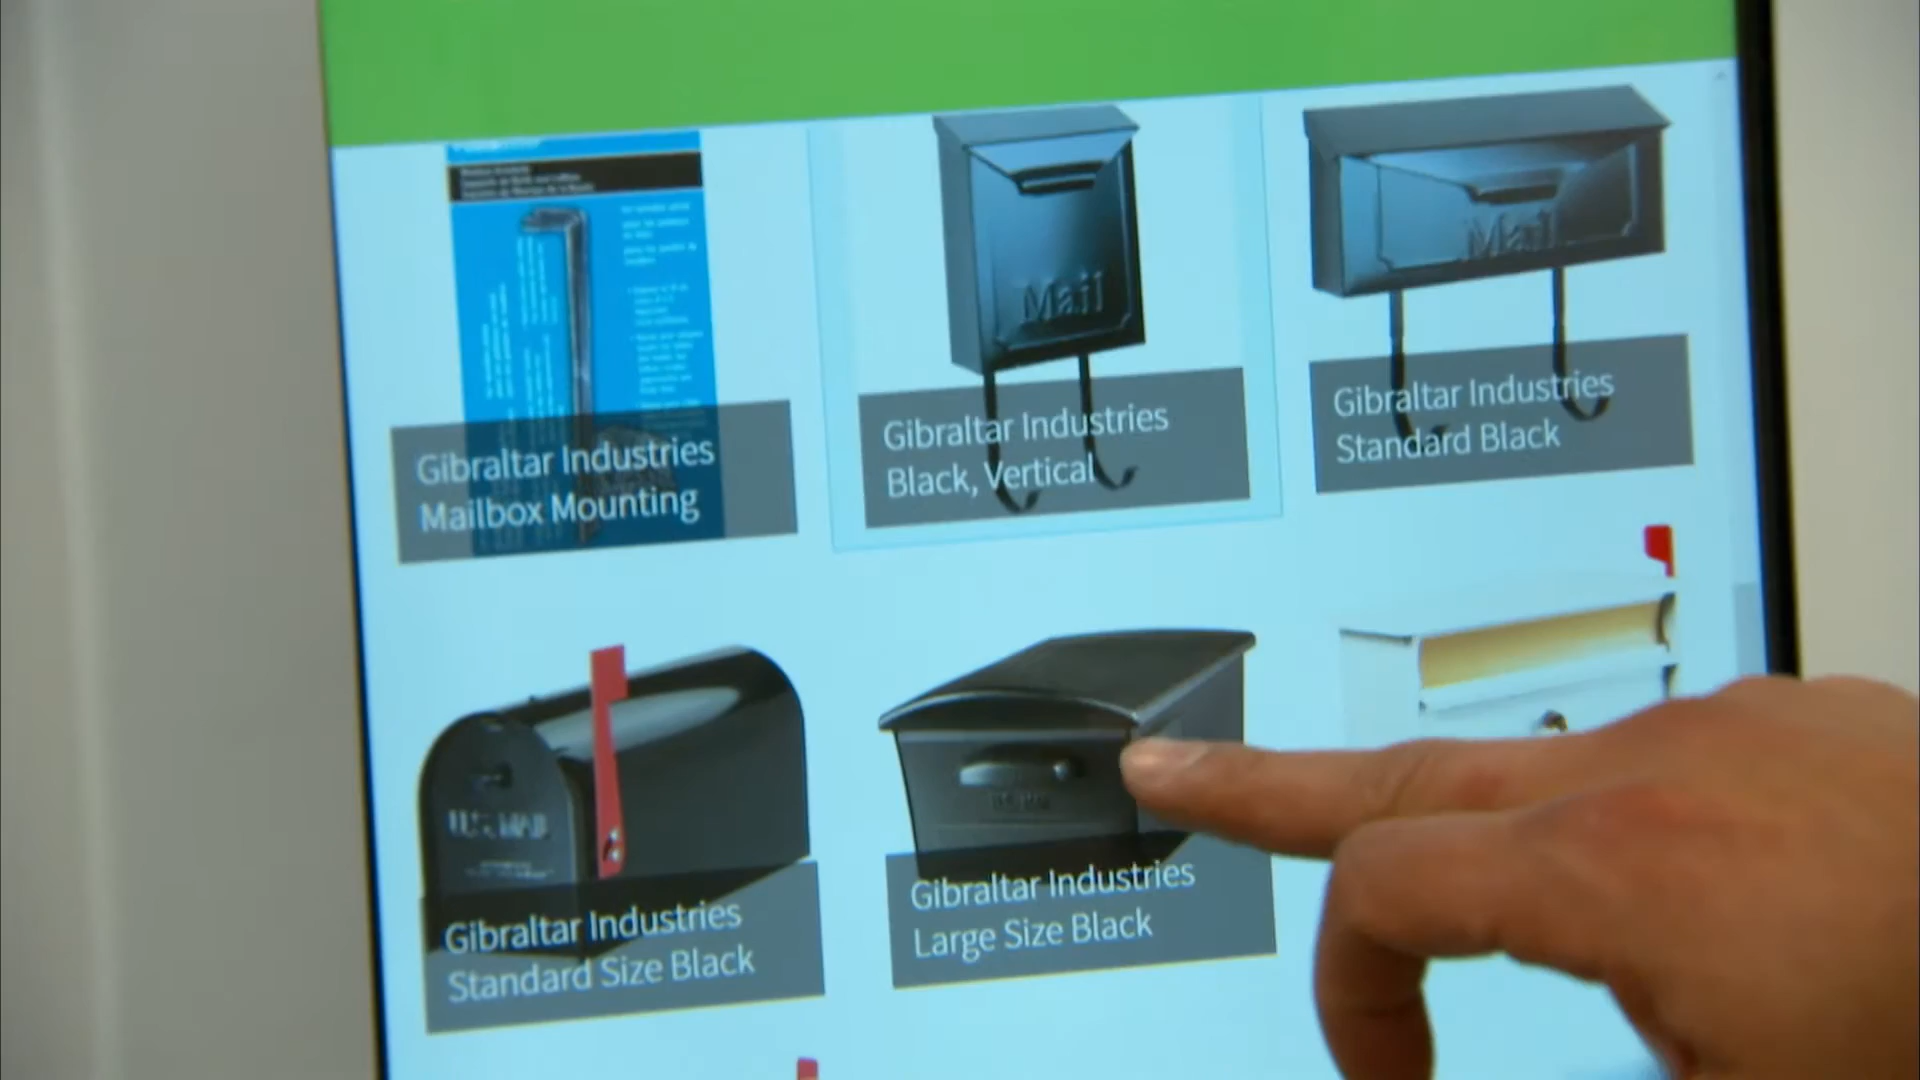 Mail
Mail
Gibraltar Industries
Mailbox Mounting
Gibraltar Industries
Black, Vertical
Gibraltar Industries
Standard Black
U.S. MAIL
Gibraltar Industries
Standard Size Black
Gibraltar Industries
Large Size Black